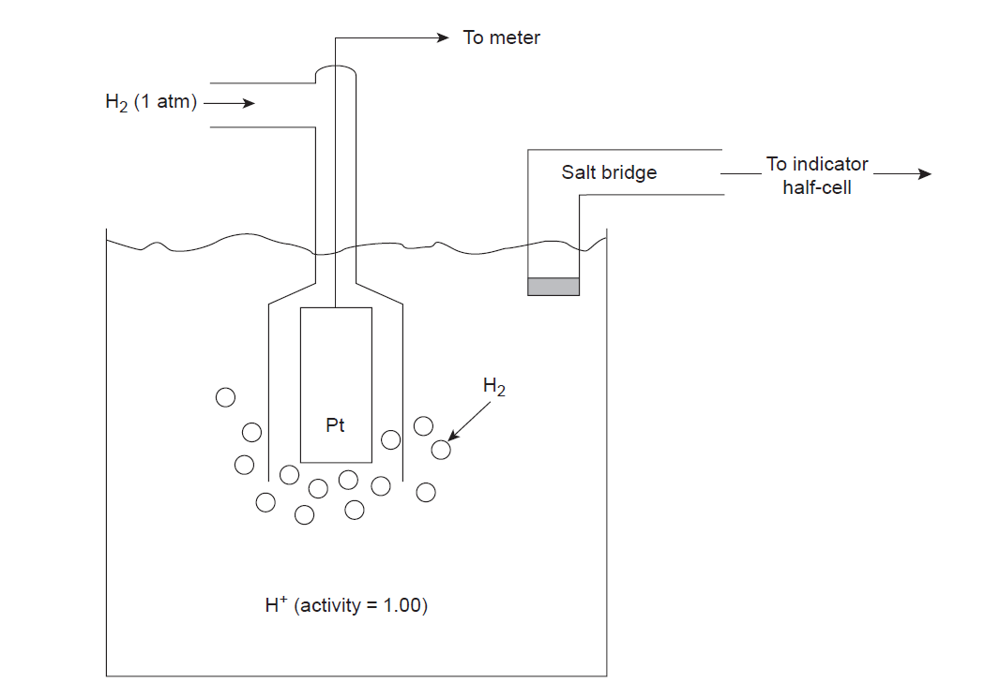 To meter
H₂ (1 atm)
Salt bridge
To indicator
half-cell
H₂
Pt
H⁺ (activity = 1.00)